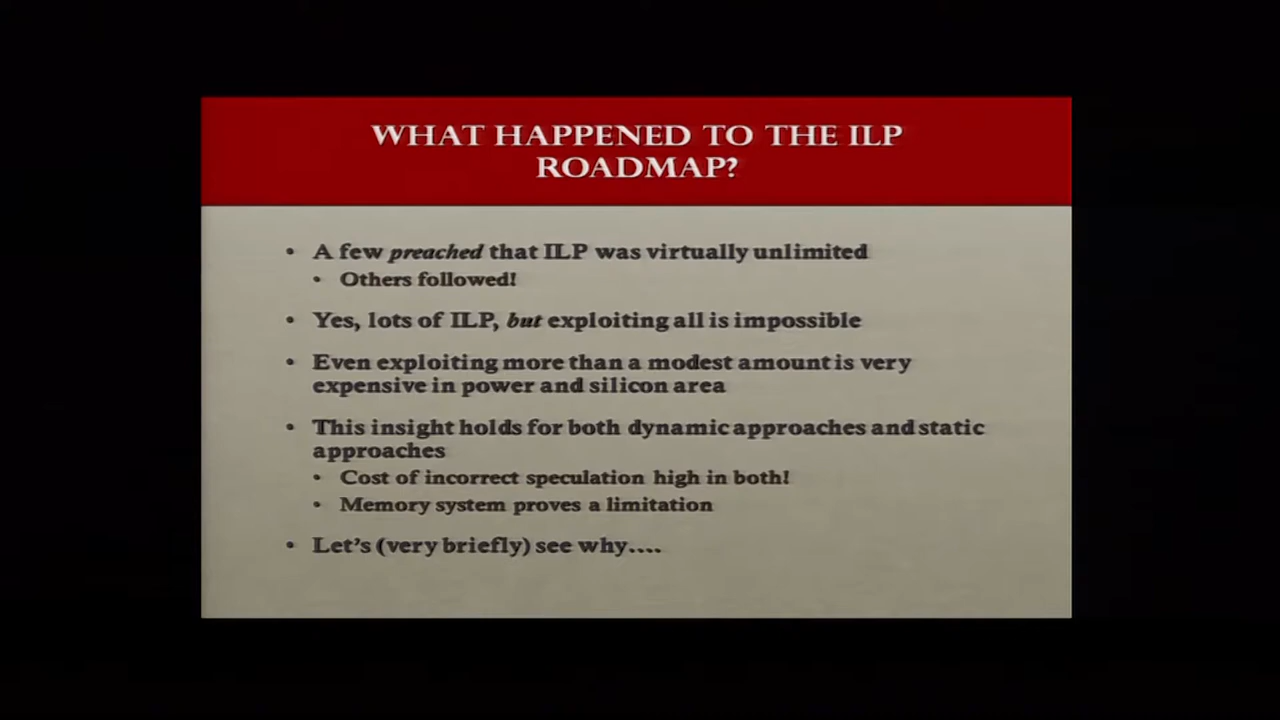 WHAT HAPPENED TO THE ILP
ROADMAP?
• A few preached that ILP was virtually unlimited
• Others followed!
• Yes, lots of ILP, but exploiting all is impossible
• Even exploiting more than a modest amount is very
expensive in power and silicon area
• This insight holds for both dynamic approaches and static
approaches
• Cost of incorrect speculation high in both!
• Memory system proves a limitation
• Let's (very briefly) see why....